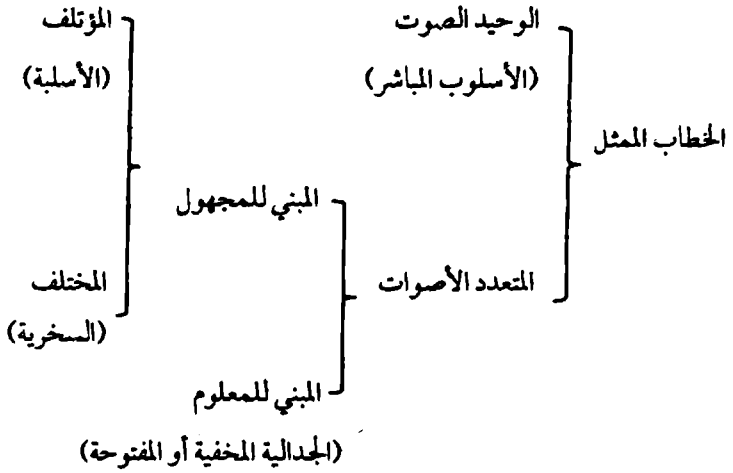 الخطاب الممثل
الوحيد الصوت
(الأسلوب المباشر)
المتعدد الأصوات
المبني للمجهول
المبني للمعلوم
(الجدالية المخفية أو المفتوحة)
المؤتلف
(الأسلبة)
المختلف
(السخرية)